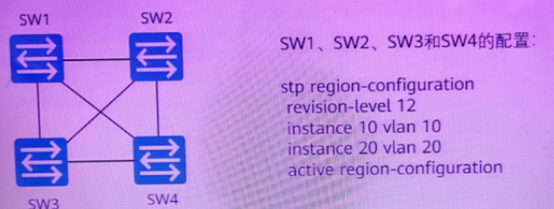 SW1
SW2
SW3
SW4
SW1、SW2、SW3和SW4的配置：
stp region-configuration
revision-level 12
instance 10 vlan 10
instance 20 vlan 20
active region-configuration